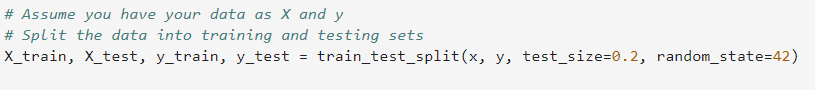 # Assume you have your data as X and y
# Split the data into training and testing sets
X_train, X_test, y_train, y_test = train_test_split(x, y, test_size=0.2, random_state=42)